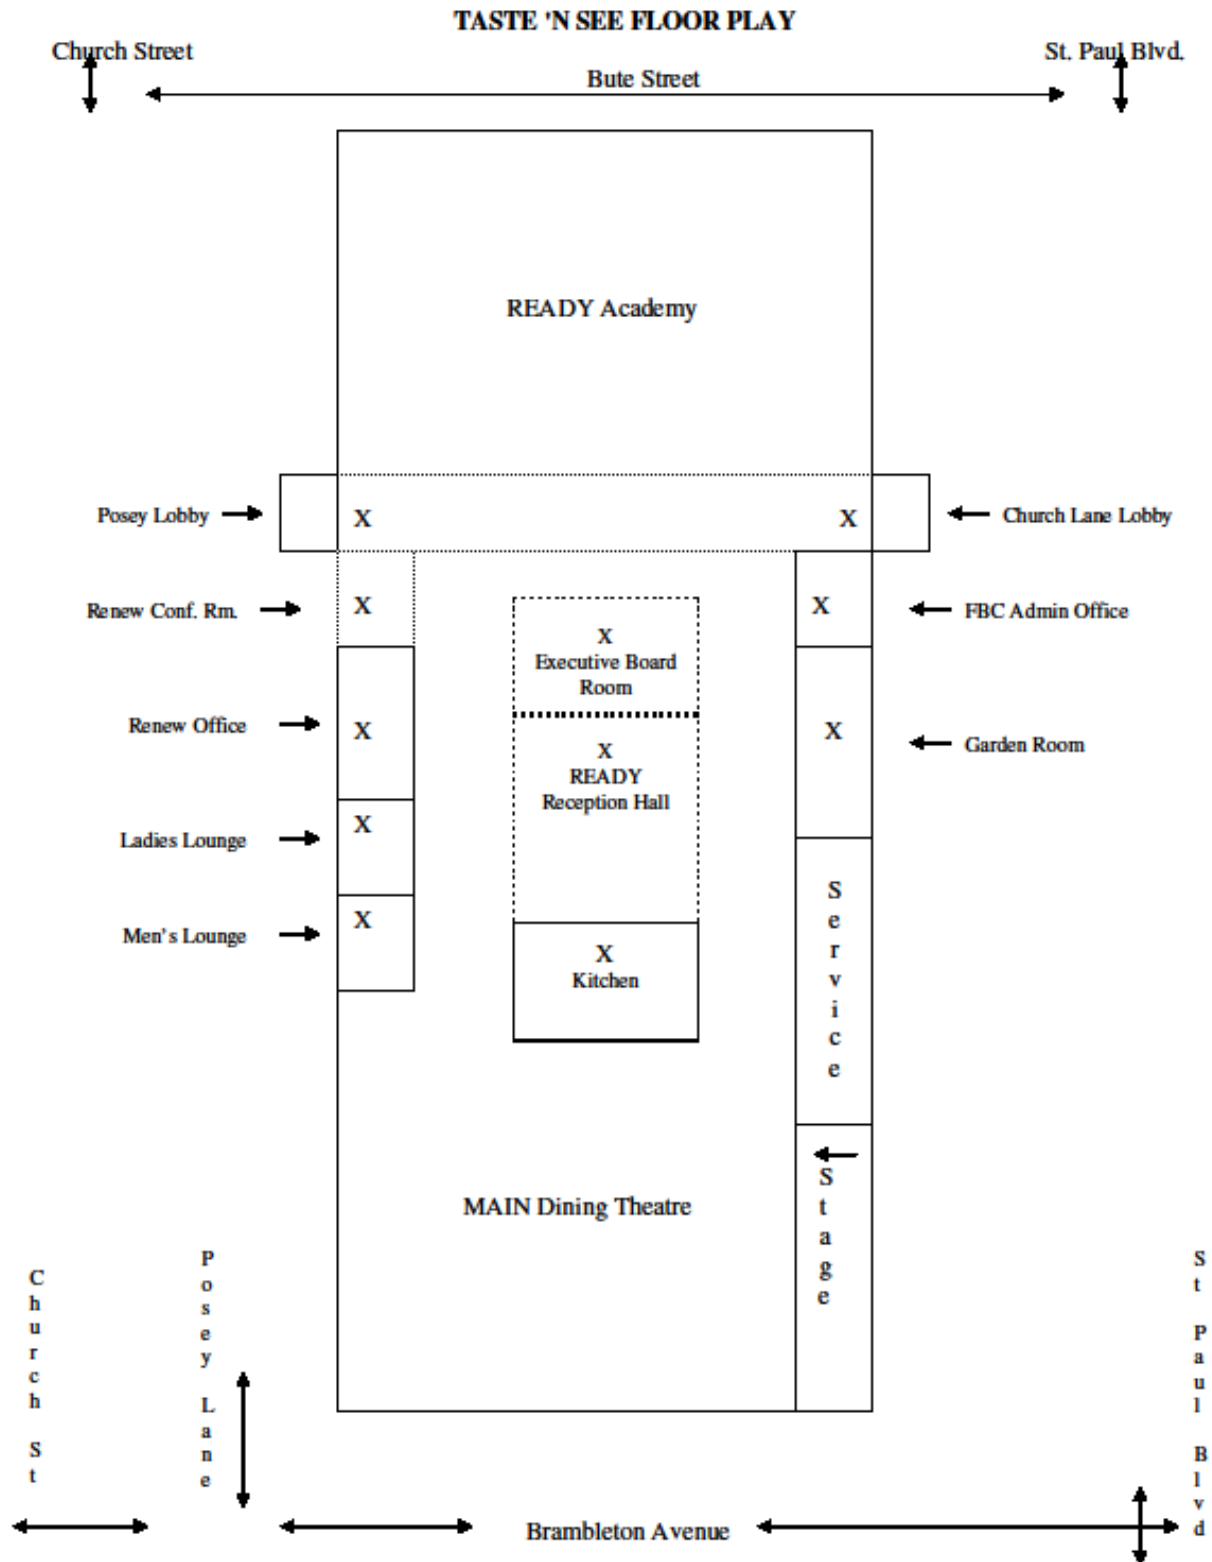 TASTE 'N SEE FLOOR PLAY
Church Street
St. Paul Blvd.
Bute Street
READY Academy
Posey Lobby
X
X
Church Lane Lobby
Renew Conf. Rm.
X
X
FBC Admin Office
X
Executive Board
Room
Renew Office
X
X
READY
Reception Hall
X
Garden Room
Ladies Lounge
X
Men's Lounge
X
X
Kitchen
Service
Stage
MAIN Dining Theatre
Church St
Posey Lane
St Paul Blvd
Brambleton Avenue